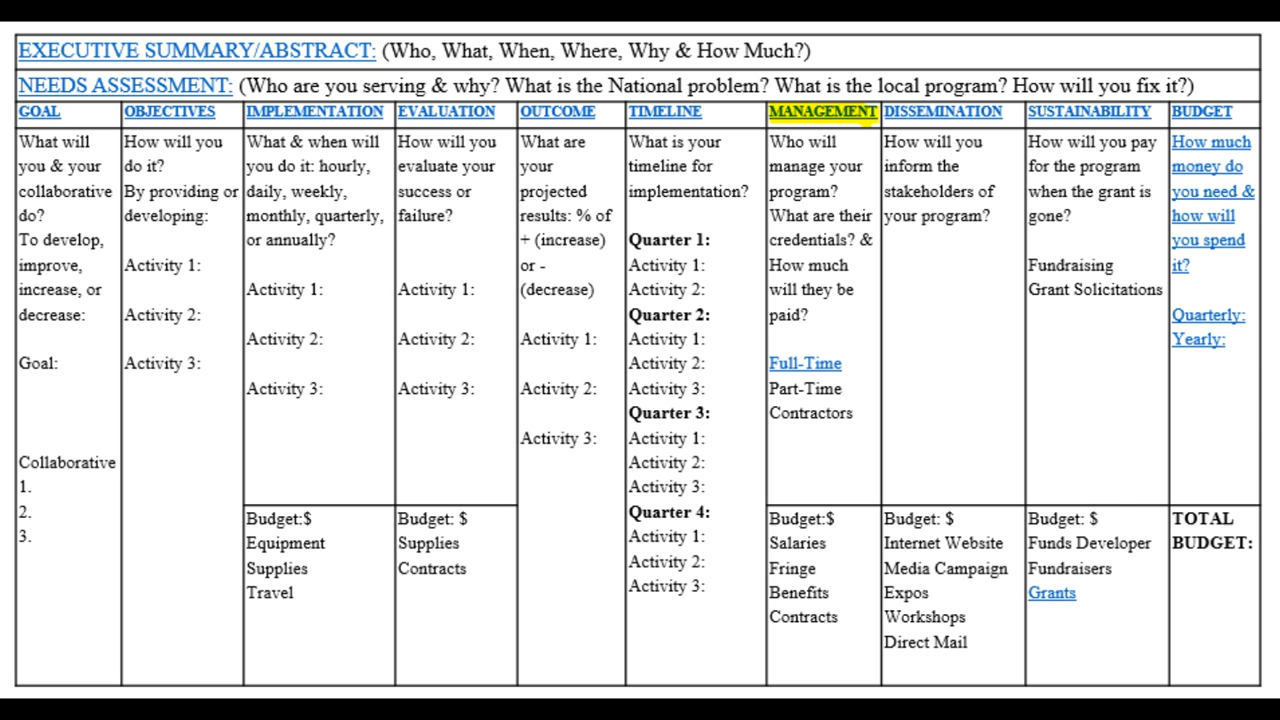 EXECUTIVE SUMMARY/ABSTRACT: (Who, What, When, Where, Why & How Much?)
NEEDS ASSESSMENT: (Who are you serving & why? What is the National problem? What is the local program? How will you fix it?)
GOAL
What will
you & your
collaborative
do?
To develop,
improve,
increase, or
decrease:
Goal:
Collaborative
1.
2.
3.
OBJECTIVES
How will you
do it?
By providing or
developing:
Activity 1:
Activity 2:
Activity 3:
IMPLEMENTATION
What & when will
you do it: hourly,
daily, weekly,
monthly, quarterly,
or annually?
Activity 1:
Activity 2:
Activity 3:
Budget:$
Equipment
Supplies
Travel
EVALUATION
How will you
evaluate your
success or
failure?
Activity 1:
Activity 2:
Activity 3:
Budget: $
Supplies
Contracts
OUTCOME
What are
your
projected
results: % of
+ (increase)
or -
(decrease)
Activity 1:
Activity 2:
Activity 3:
TIMELINE
What is your
timeline for
implementation?
Quarter 1:
Activity 1:
Activity 2:
Quarter 2:
Activity 1:
Activity 2:
Activity 3:
Quarter 3:
Activity 1:
Activity 2:
Activity 3:
Quarter 4:
Activity 1:
Activity 2:
Activity 3:
MANAGEMENT
Who will
manage your
program?
What are their
credentials? &
How much
will they be
paid?
Full-Time
Part-Time
Contractors
Budget:$
Salaries
Fringe
Benefits
Contracts
DISSEMINATION
How will you
inform the
stakeholders of
your program?
Budget: $
Internet Website
Media Campaign
Expos
Workshops
Direct Mail
SUSTAINABILITY
How will you pay
for the program
when the grant is
gone?
Fundraising
Grant Solicitations
Budget: $
Funds Developer
Fundraisers
Grants
BUDGET
How much
money do
you need &
how will
you spend
it?
Quarterly:
Yearly:
TOTAL
BUDGET: